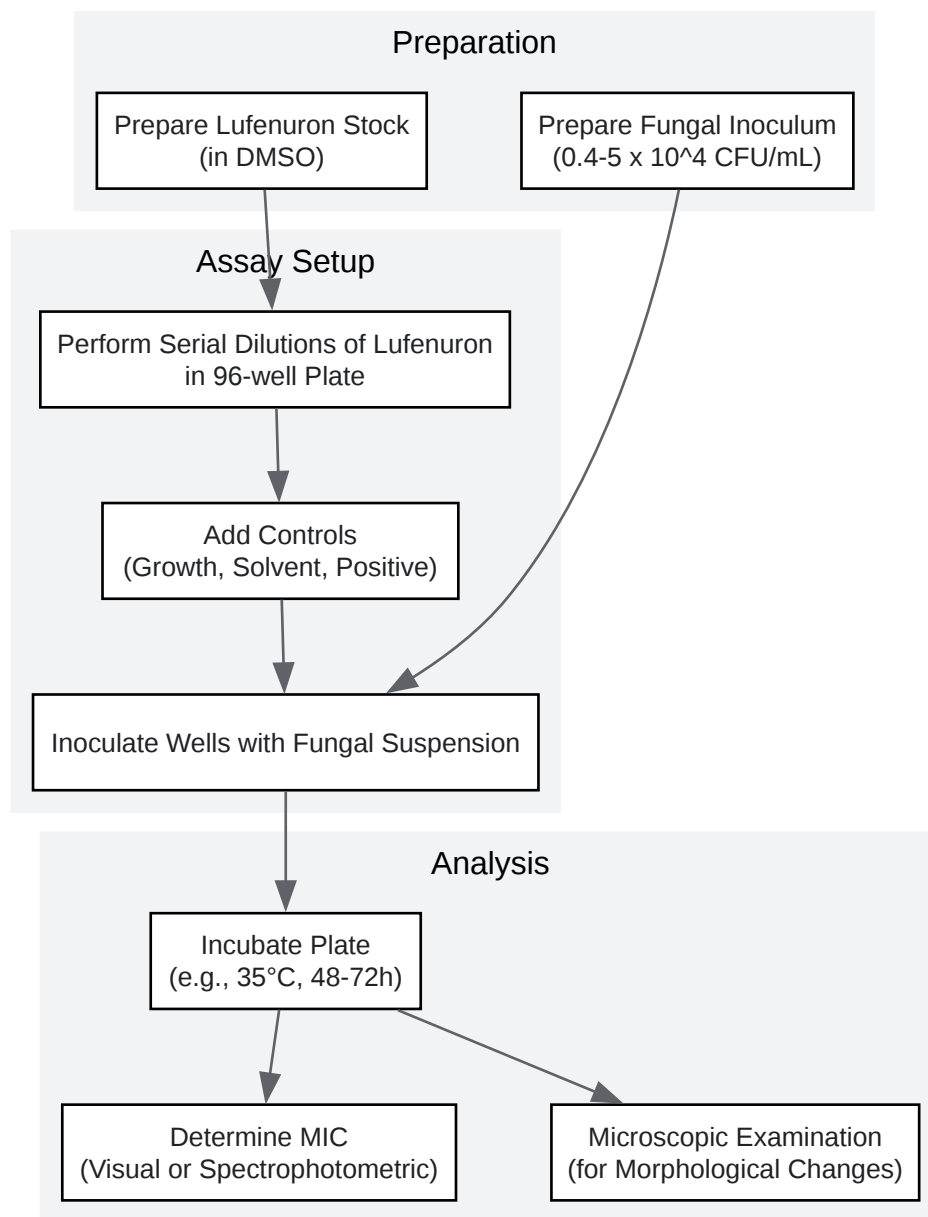 Preparation
Prepare Lufenuron Stock
(in DMSO)
Prepare Fungal Inoculum
(0.4-5 x 10^4 CFU/mL)
Assay Setup
Perform Serial Dilutions of Lufenuron
in 96-well Plate
Add Controls
(Growth, Solvent, Positive)
Inoculate Wells with Fungal Suspension
Analysis
Incubate Plate
(e.g., 35°C, 48-72h)
Determine MIC
(Visual or Spectrophotometric)
Microscopic Examination
(for Morphological Changes)